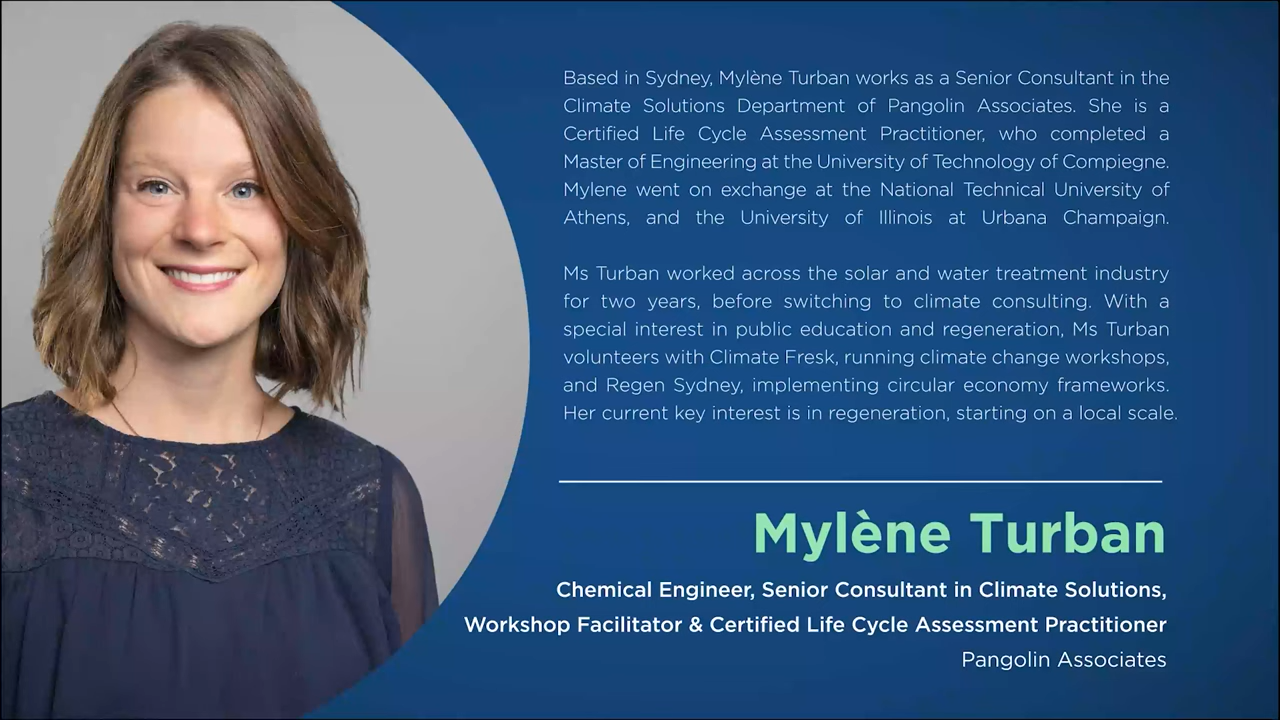 Based in Sydney, Mylène Turban works as a Senior Consultant in the
Climate Solutions Department of Pangolin Associates. She is a
Certified Life Cycle Assessment Practitioner, who completed a
Master of Engineering at the University of Technology of Compiegne.
Mylene went on exchange at the National Technical University of
Athens, and the University of Illinois at Urbana Champaign.
Ms Turban worked across the solar and water treatment industry
for two years, before switching to climate consulting. With a
special interest in public education and regeneration, Ms Turban
volunteers with Climate Fresk, running climate change workshops,
and Regen Sydney, implementing circular economy frameworks.
Her current key interest is in regeneration, starting on a local scale.
Mylène Turban
Chemical Engineer, Senior Consultant in Climate Solutions,
Workshop Facilitator & Certified Life Cycle Assessment Practitioner
Pangolin Associates